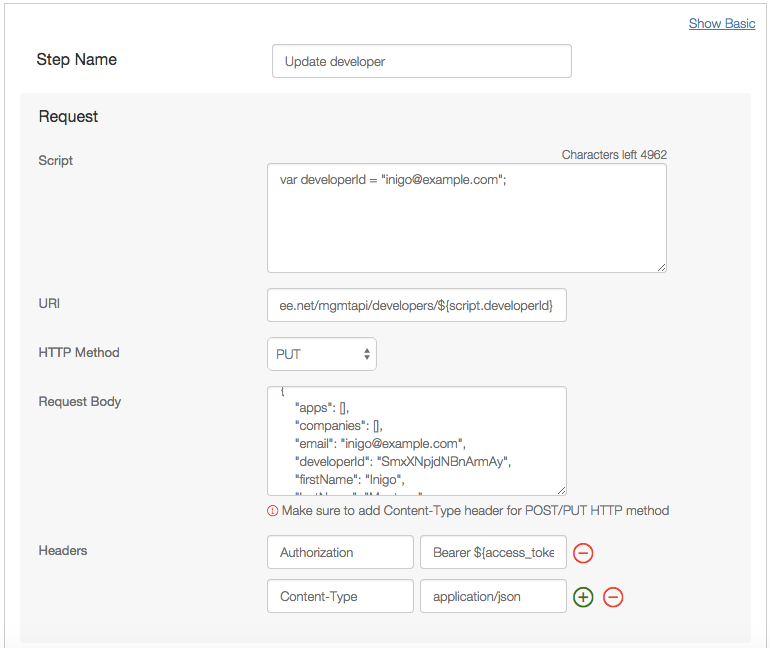 Show Basic
Step Name
Update developer
Request
Script
Characters left 4962
var developerId = "inigo@example.com";
URI
ee.net/mgmtapi/developers/${script.developerId}
HTTP Method
PUT
Request Body
{
"apps": [],
"companies": [],
"email": "inigo@example.com",
"developerId": "SmxXNpjdNBnArmAy",
"firstName": "Inigo",
Make sure to add Content-Type header for POST/PUT HTTP method
Headers
Authorization
Bearer ${access_toke
Content-Type
application/json